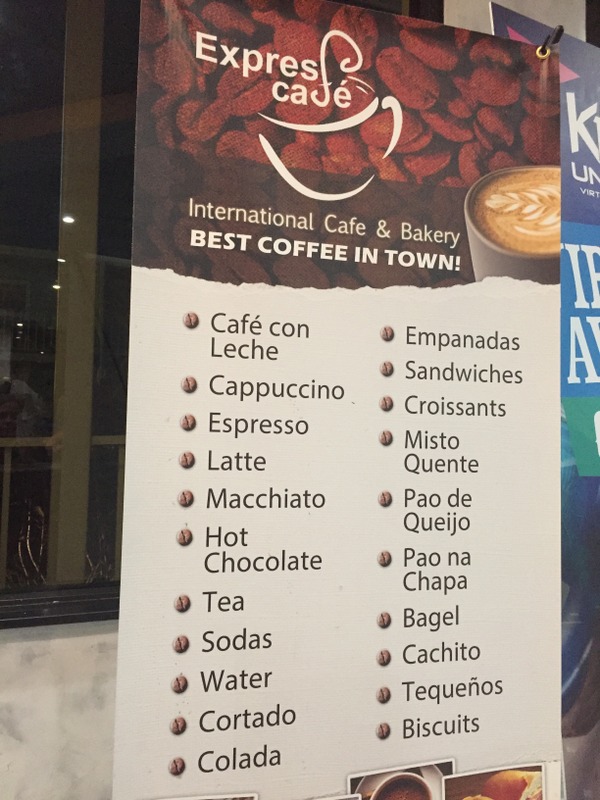 Express
café
International Cafe & Bakery
BEST COFFEE IN TOWN!
Café con
Leche
Cappuccino
Espresso
Latte
Macchiato
Hot
Chocolate
Tea
Sodas
Water
Cortado
Colada
Empanadas
Sandwiches
Croissants
Misto
Quente
Pao de
Queijo
Pao na
Chapa
Bagel
Cachito
Tequeños
Biscuits